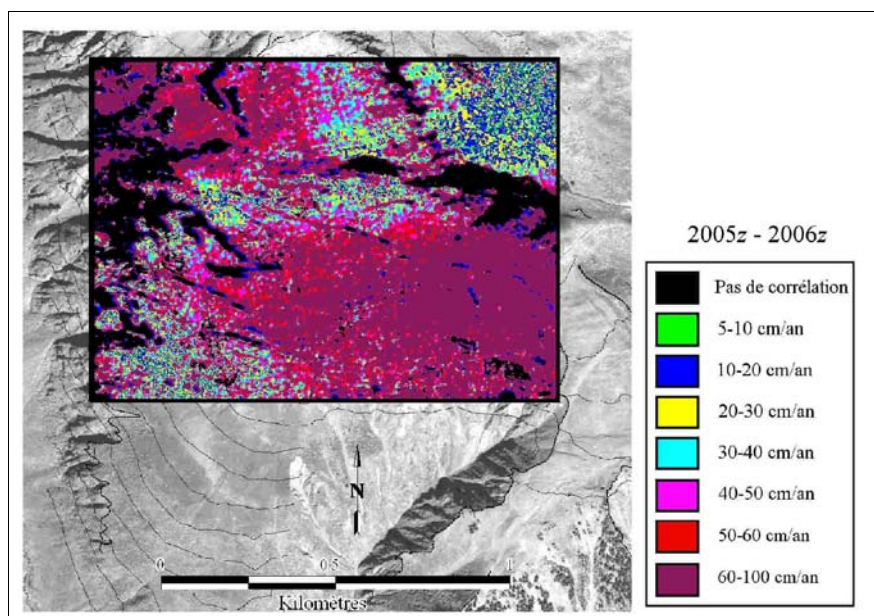 2005z - 2006z
Pas de corrélation
5-10 cm/an
10-20 cm/an
20-30 cm/an
30-40 cm/an
40-50 cm/an
50-60 cm/an
60-100 cm/an
N
0 0.5 1
Kilomètres